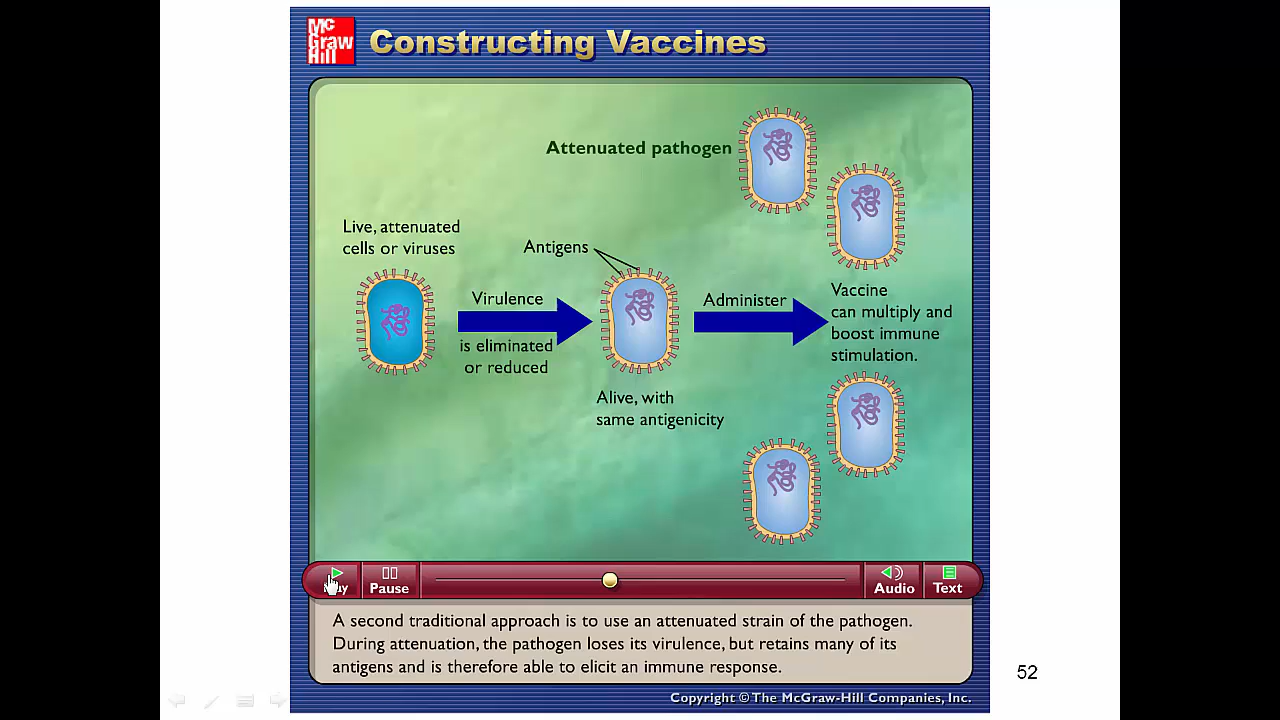 Mc
Graw
Hill
Constructing Vaccines
Attenuated pathogen
Live, attenuated
cells or viruses
Antigens
Virulence
is eliminated
or reduced
Administer
Vaccine
can multiply and
boost immune
stimulation.
Alive, with
same antigenicity
Pause
Audio
Text
A second traditional approach is to use an attenuated strain of the pathogen.
During attenuation, the pathogen loses its virulence, but retains many of its
antigens and is therefore able to elicit an immune response.
52
Copyright © The McGraw-Hill Companies, Inc.